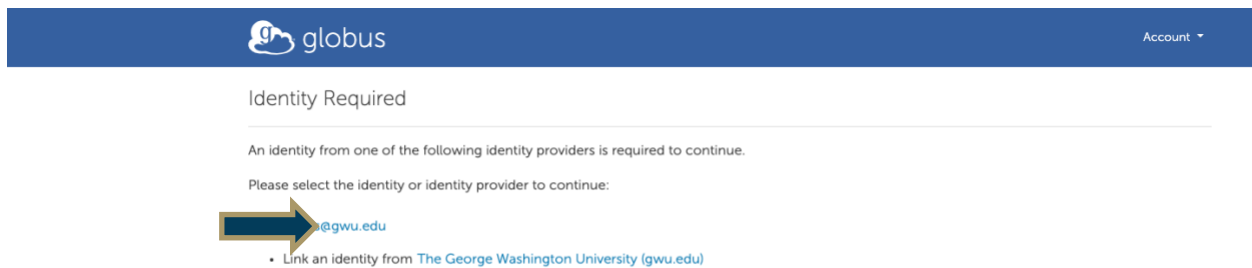 globus
Account
Identity Required
An identity from one of the following identity providers is required to continue.
Please select the identity or identity provider to continue:
@gwu.edu
Link an identity from The George Washington University (gwu.edu)